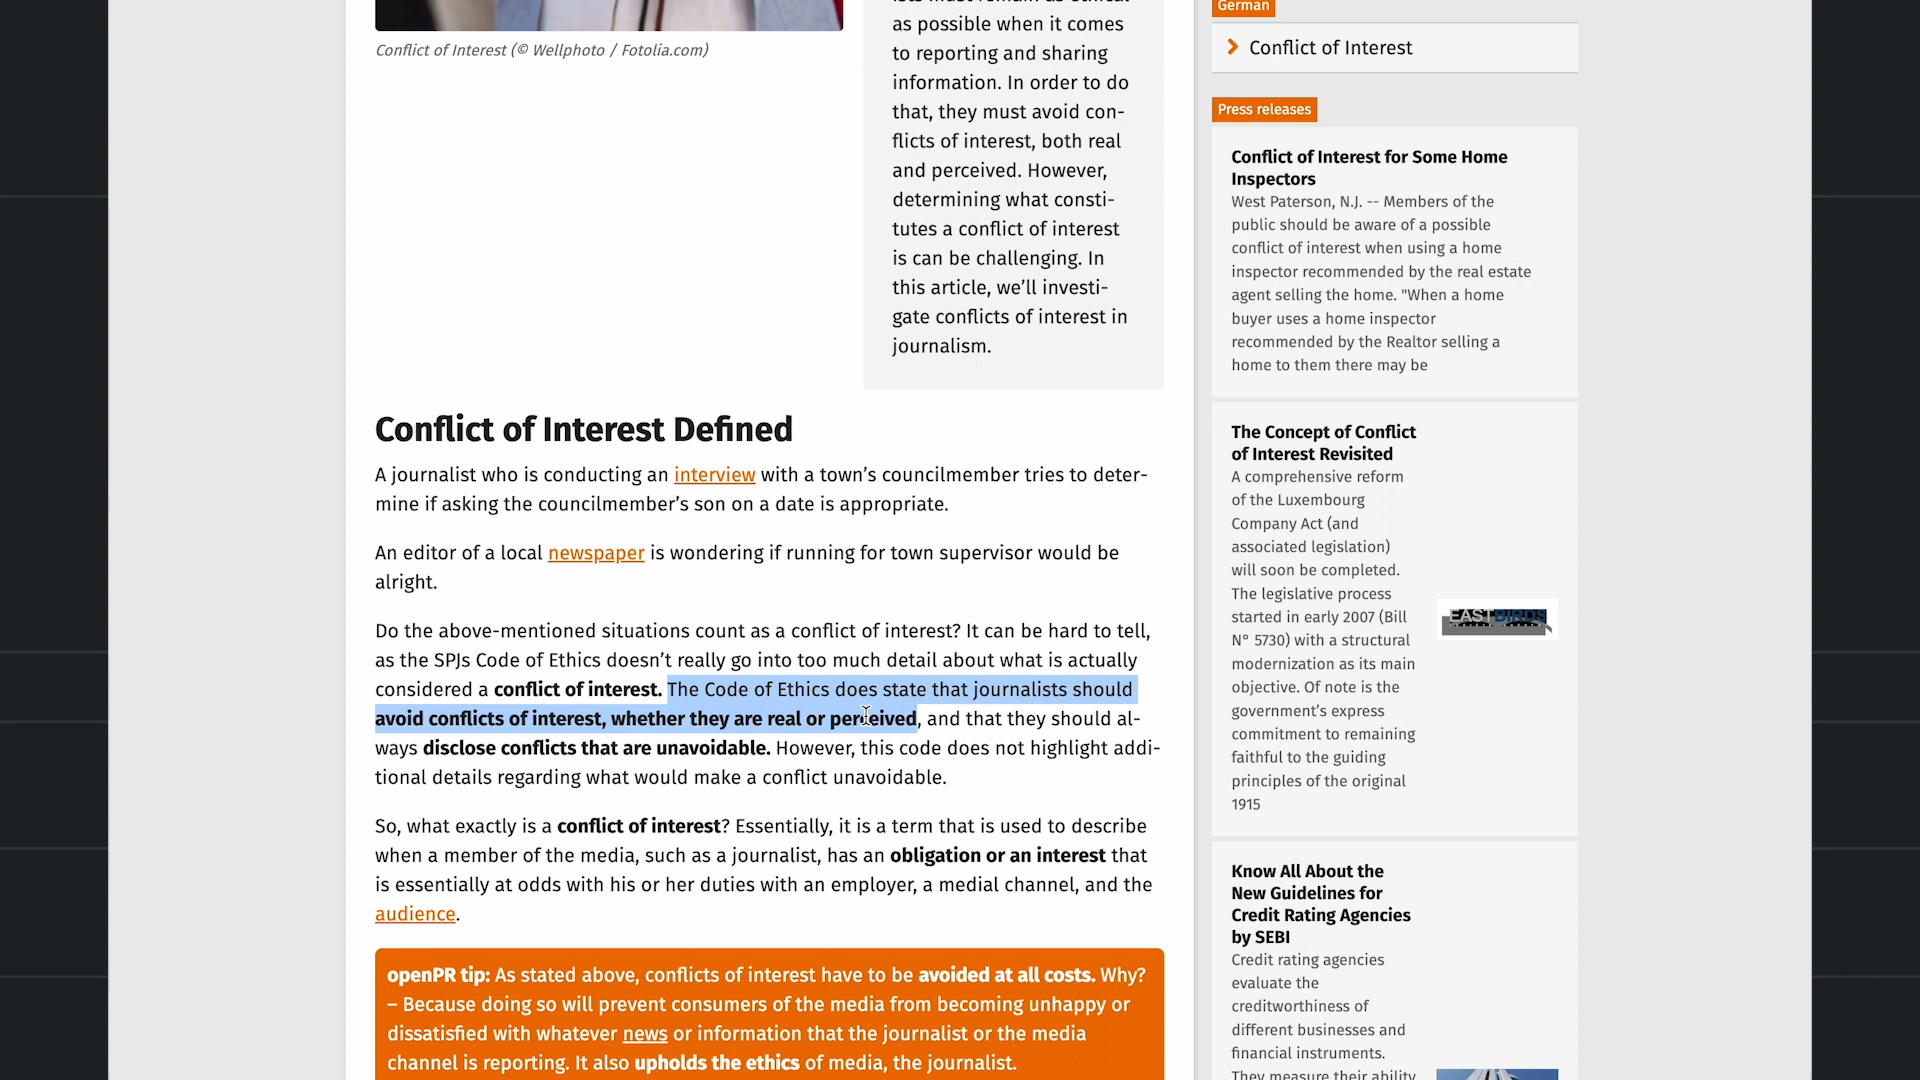 Conflict of Interest (© Wellphoto / Fotolia.com)
as possible when it comes
to reporting and sharing
information. In order to do
that, they must avoid con-
flicts of interest, both real
and perceived. However,
determining what consti-
tutes a conflict of interest
is can be challenging. In
this article, we’ll investi-
gate conflicts of interest in
journalism.
Conflict of Interest Defined
A journalist who is conducting an interview with a town’s councilmember tries to deter-
mine if asking the councilmember’s son on a date is appropriate.
An editor of a local newspaper is wondering if running for town supervisor would be
alright.
Do the above-mentioned situations count as a conflict of interest? It can be hard to tell,
as the SPJs Code of Ethics doesn’t really go into too much detail about what is actually
considered a conflict of interest. The Code of Ethics does state that journalists should
avoid conflicts of interest, whether they are real or perceived, and that they should al-
ways disclose conflicts that are unavoidable. However, this code does not highlight addi-
tional details regarding what would make a conflict unavoidable.
So, what exactly is a conflict of interest? Essentially, it is a term that is used to describe
when a member of the media, such as a journalist, has an obligation or an interest that
is essentially at odds with his or her duties with an employer, a medial channel, and the
audience.
openPR tip: As stated above, conflicts of interest have to be avoided at all costs. Why?
– Because doing so will prevent consumers of the media from becoming unhappy or
dissatisfied with whatever news or information that the journalist or the media
channel is reporting. It also upholds the ethics of media, the journalist.
German
Conflict of Interest
Press releases
Conflict of Interest for Some Home
Inspectors
West Paterson, N.J. -- Members of the
public should be aware of a possible
conflict of interest when using a home
inspector recommended by the real estate
agent selling the home. "When a home
buyer uses a home inspector
recommended by the Realtor selling a
home to them there may be
The Concept of Conflict
of Interest Revisited
A comprehensive reform
of the Luxembourg
Company Act (and
associated legislation)
will soon be completed.
The legislative process
started in early 2007 (Bill
N° 5730) with a structural
modernization as its main
objective. Of note is the
government’s express
commitment to remaining
faithful to the guiding
principles of the original
1915
EASTBIRDS
Know All About the
New Guidelines for
Credit Rating Agencies
by SEBI
Credit rating agencies
evaluate the
creditworthiness of
different businesses and
financial instruments.
They measure their ability